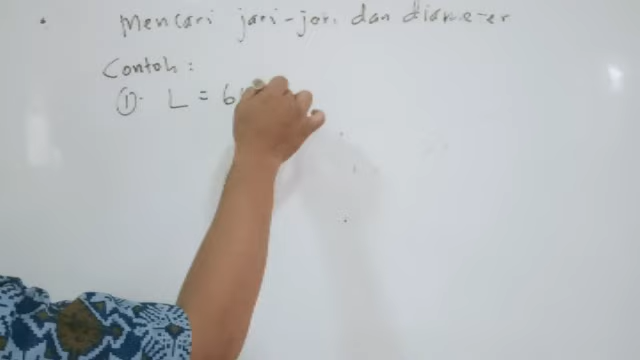 Mencari jari-jari dan diameter
Contoh :
①. L = 6